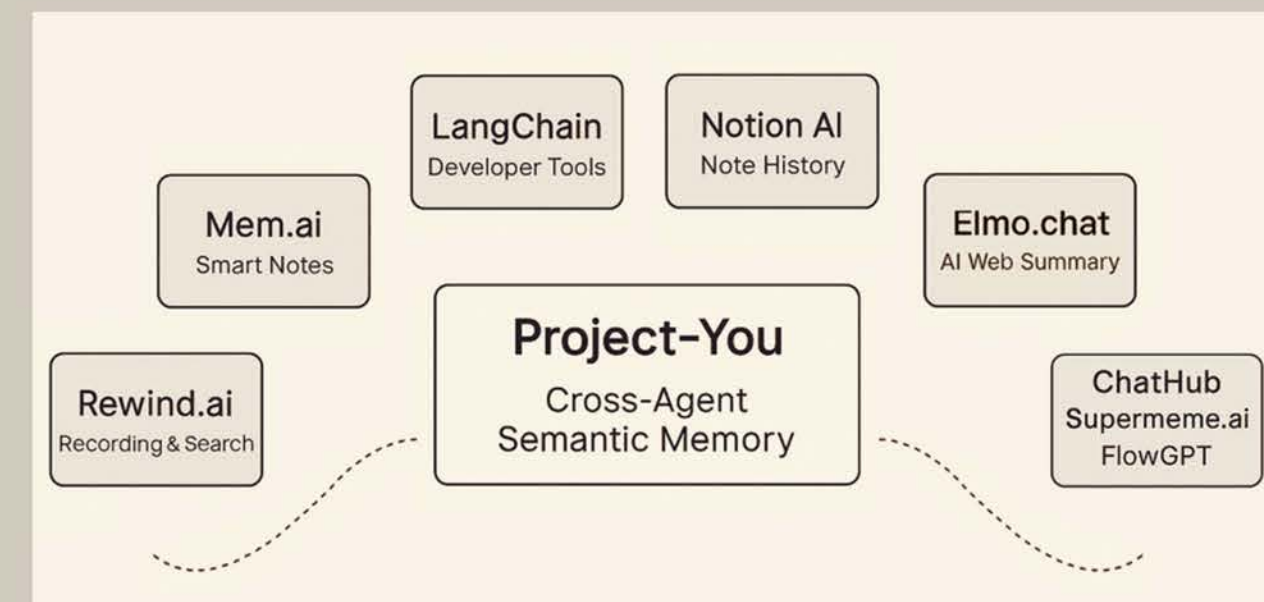 LangChain
Developer Tools
Notion AI
Note History
Mem.ai
Smart Notes
Elmo.chat
AI Web Summary
Project-You
Cross-Agent
Semantic Memory
Rewind.ai
Recording & Search
ChatHub
Supermeme.ai
FlowGPT